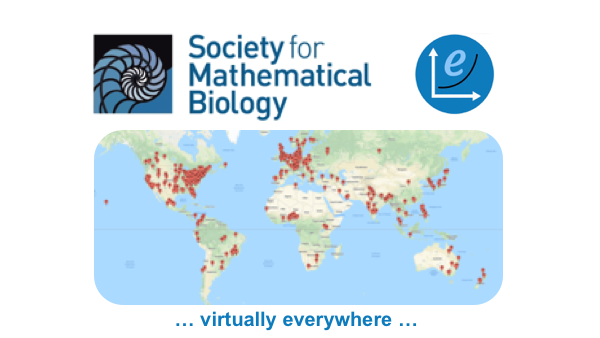 Society for
Mathematical
Biology
e
... virtually everywhere ...